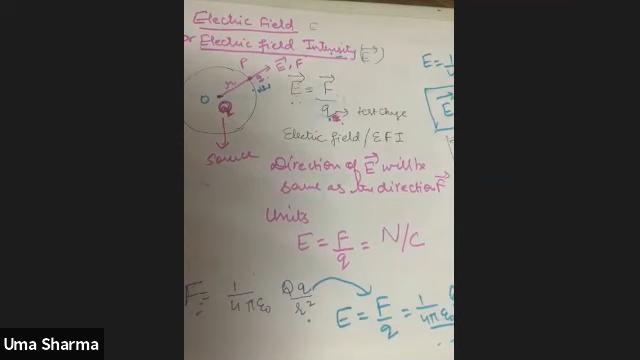 Electric Field
or Electric field Intensity (E⃗)
P E⃗, F
r
q
O
Q
source
E⃗ = F⃗/q → test charge
Electric field / EFI
Direction of E⃗ will be
same as direction F⃗
Units
E = F/q = N/C
F = 1/4πε₀ Qq/r²
E = F/q = 1/4πε₀
E = 1/4
E⃗
Uma Sharma